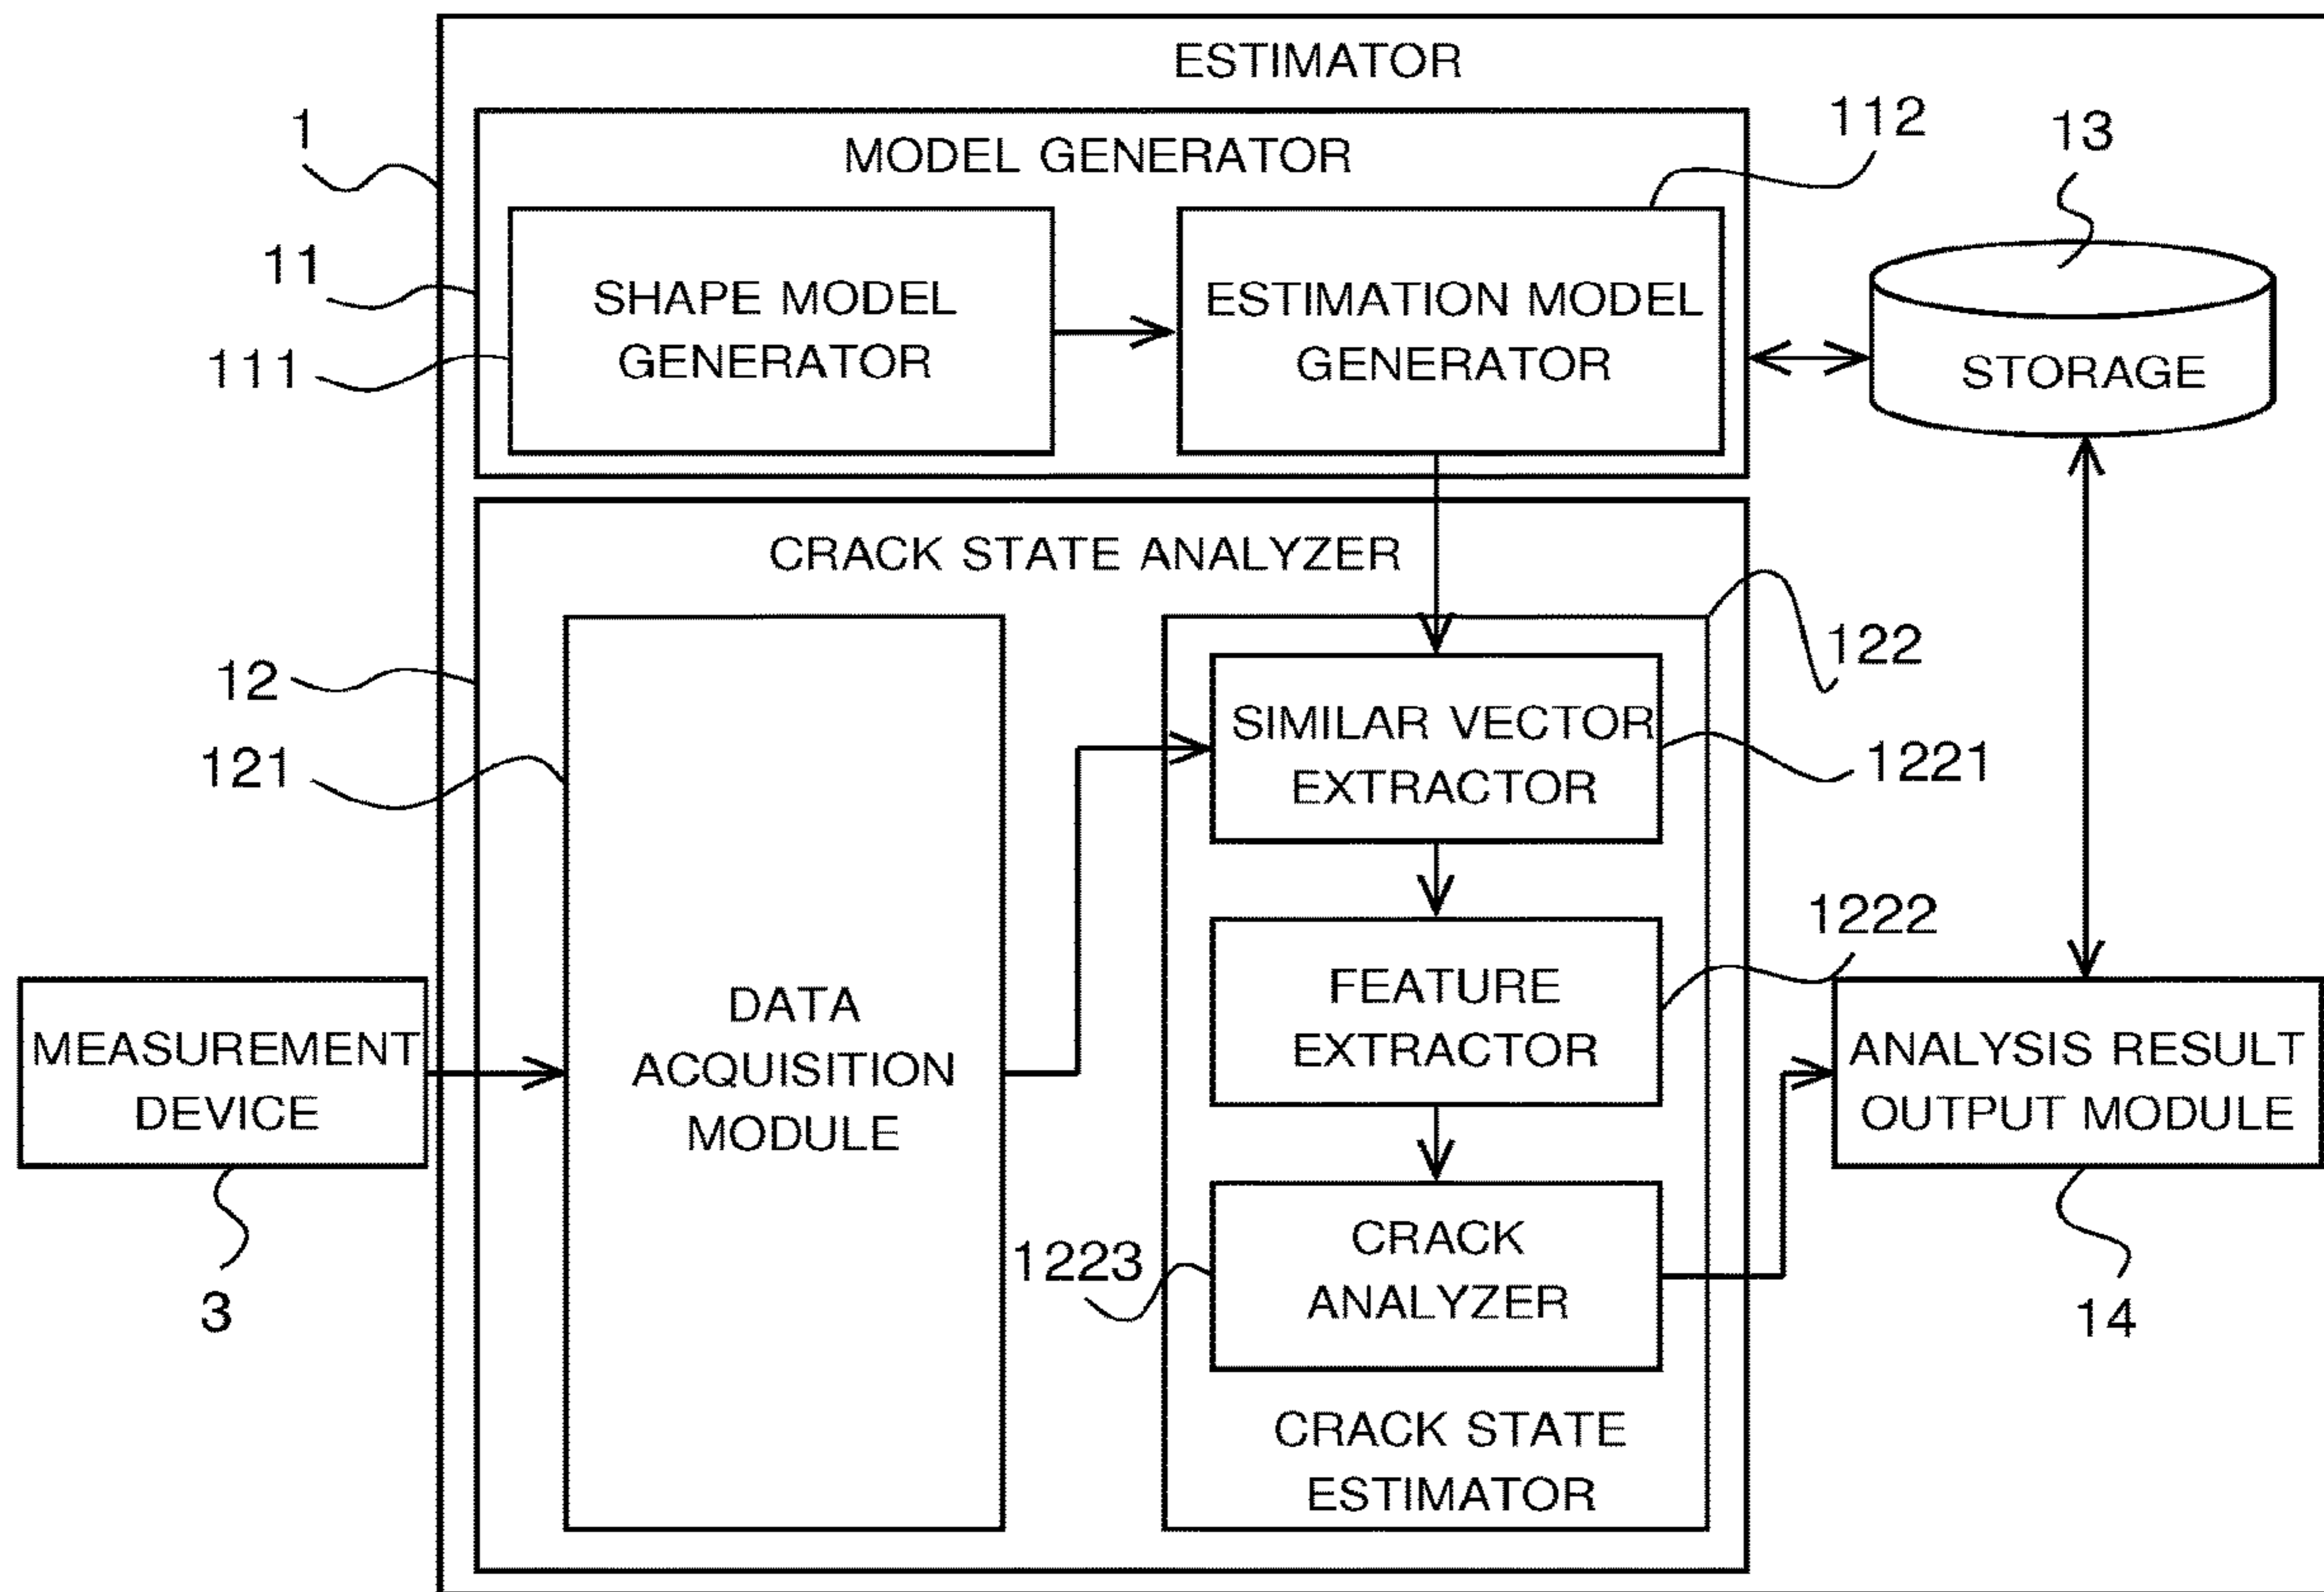 ESTIMATOR
1
MODEL GENERATOR
112
13
11
SHAPE MODEL
GENERATOR
111
ESTIMATION MODEL
GENERATOR
STORAGE
CRACK STATE ANALYZER
12
121
122
SIMILAR VECTOR
EXTRACTOR
1221
1222
MEASUREMENT
DEVICE
3
DATA
ACQUISITION
MODULE
FEATURE
EXTRACTOR
ANALYSIS RESULT
OUTPUT MODULE
14
1223
CRACK
ANALYZER
CRACK STATE
ESTIMATOR